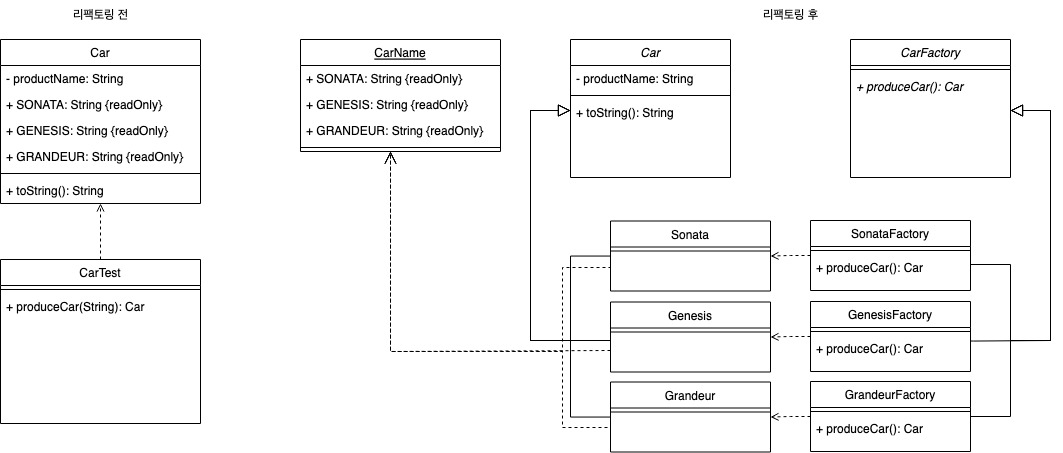 리팩토링 전
Car
- productName: String
+ SONATA: String {readOnly}
+ GENESIS: String {readOnly}
+ GRANDEUR: String {readOnly}
+ toString(): String
CarTest
+ produceCar(String): Car
리팩토링 후
CarName
+ SONATA: String {readOnly}
+ GENESIS: String {readOnly}
+ GRANDEUR: String {readOnly}
Car
- productName: String
+ toString(): String
CarFactory
+ produceCar(): Car
Sonata
SonataFactory
+ produceCar(): Car
Genesis
GenesisFactory
+ produceCar(): Car
Grandeur
GrandeurFactory
+ produceCar(): Car